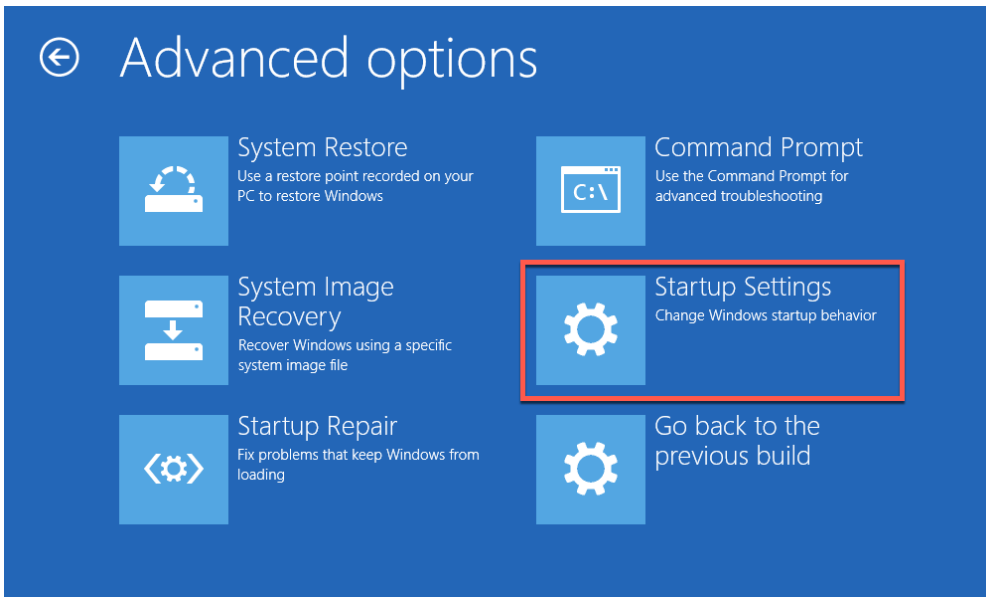 Advanced options
System Restore
Use a restore point recorded on your
PC to restore Windows
Command Prompt
Use the Command Prompt for
advanced troubleshooting
C:\
System Image
Recovery
Recover Windows using a specific
system image file
Startup Settings
Change Windows startup behavior
Startup Repair
Fix problems that keep Windows from
loading
Go back to the
previous build